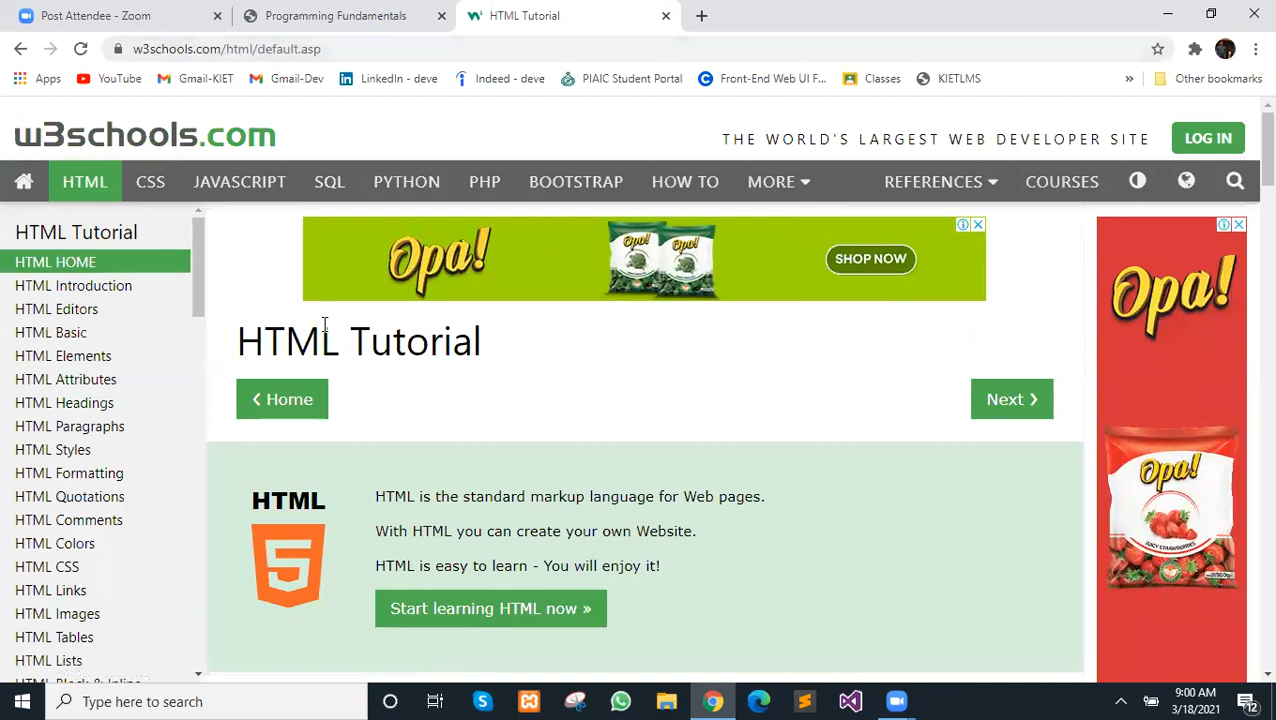 Post Attendee - Zoom
Programming Fundamentals
HTML Tutorial
w3schools.com/html/default.asp
Apps
YouTube
Gmail-KIET
Gmail-Dev
LinkedIn - deve
Indeed - deve
PIAIC Student Portal
Front-End Web UI F...
Classes
KIETLMS
»
Other bookmarks
w3schools.com
THE WORLD'S LARGEST WEB DEVELOPER SITE
LOG IN
HTML
CSS
JAVASCRIPT
SQL
PYTHON
PHP
BOOTSTRAP
HOW TO
MORE
REFERENCES
COURSES
HTML Tutorial
HTML HOME
HTML Introduction
HTML Editors
HTML Basic
HTML Elements
HTML Attributes
HTML Headings
HTML Paragraphs
HTML Styles
HTML Formatting
HTML Quotations
HTML Comments
HTML Colors
HTML CSS
HTML Links
HTML Images
HTML Tables
HTML Lists
Opa!
SHOP NOW
HTML Tutorial
❮ Home
Next ❯
HTML
5
HTML is the standard markup language for Web pages.
With HTML you can create your own Website.
HTML is easy to learn - You will enjoy it!
Start learning HTML now »
Opa!
Opa!
JUICY STRAWBERRIES
Type here to search
9:00 AM
3/18/2021
12